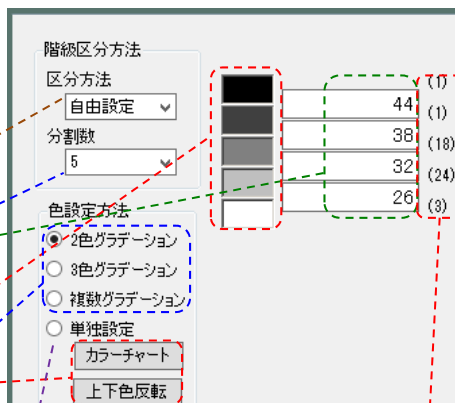 階級区分方法
区分方法
自由設定
分割数
5
色設定方法
2色グラデーション
3色グラデーション
複数グラデーション
単独設定
カラーチャート
上下色反転
44
38
32
26
(1)
(1)
(18)
(24)
(3)